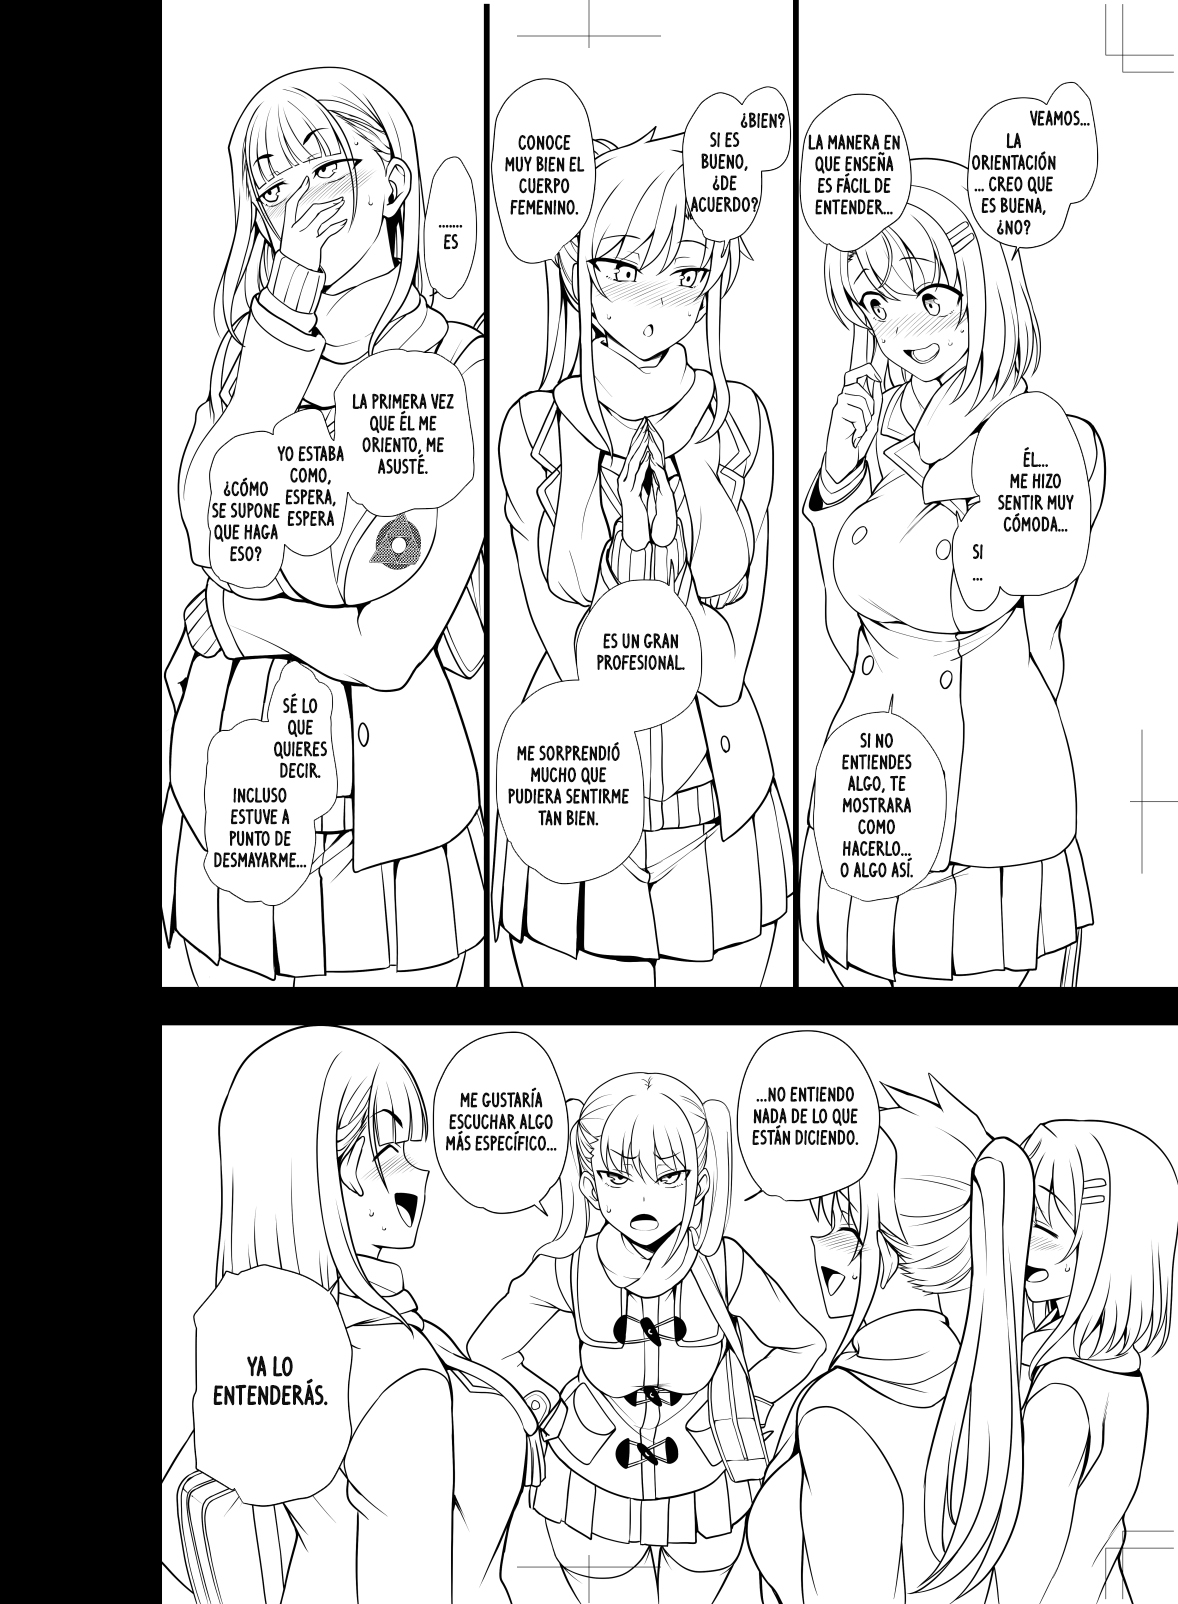 VEAMOS...
LA
ORIENTACIÓN
... CREO QUE
ES BUENA,
¿NO?
LA MANERA EN
QUE ENSEÑA
ES FÁCIL DE
ENTENDER...
ÉL...
ME HIZO
SENTIR MUY
CÓMODA...
SI
...
SI NO
ENTIENDES
ALGO, TE
MOSTRARA
COMO
HACERLO...
O ALGO ASÍ.
¿BIEN?
SI ES
BUENO,
¿DE
ACUERDO?
CONOCE
MUY BIEN EL
CUERPO
FEMENINO.
ES UN GRAN
PROFESIONAL.
ME SORPRENDIÓ
MUCHO QUE
PUDIERA SENTIRME
TAN BIEN.
.......
ES
LA PRIMERA VEZ
QUE ÉL ME
ORIENTO, ME
ASUSTÉ.
YO ESTABA
COMO,
ESPERA,
ESPERA
¿CÓMO
SE SUPONE
QUE HAGA
ESO?
SÉ LO
QUE
QUIERES
DECIR.
INCLUSO
ESTUVE A
PUNTO DE
DESMAYARME...
...NO ENTIENDO
NADA DE LO QUE
ESTÁN DICIENDO.
ME GUSTARÍA
ESCUCHAR ALGO
MÁS ESPECÍFICO...
YA LO
ENTENDERÁS.